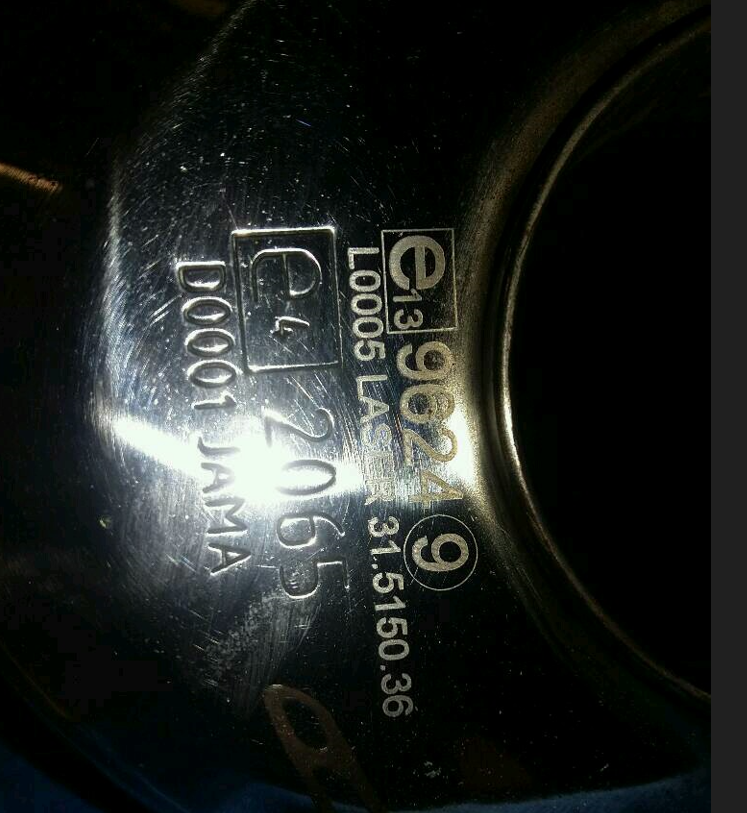 e13 9624 9
L0005 LASER 31.5150.36
e4 2065
D0001 JAMA